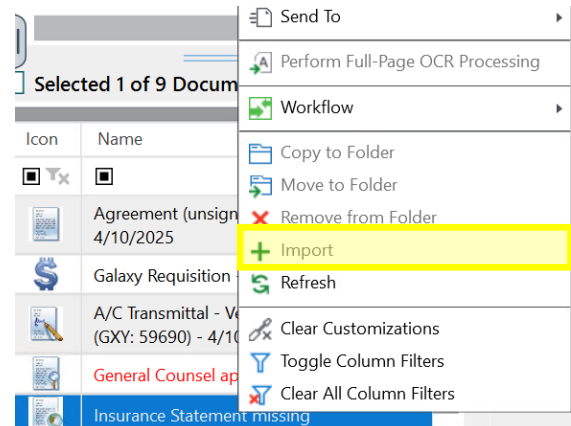 Send To
Perform Full-Page OCR Processing
Selected 1 of 9 Docum
Workflow
Icon
Name
Copy to Folder
Move to Folder
Remove from Folder
Agreement (unsign
4/10/2025
Import
Galaxy Requisition
Refresh
A/C Transmittal - Ve
(GXY: 59690) - 4/10
Clear Customizations
Toggle Column Filters
General Counsel ap
Clear All Column Filters
Insurance Statement missing